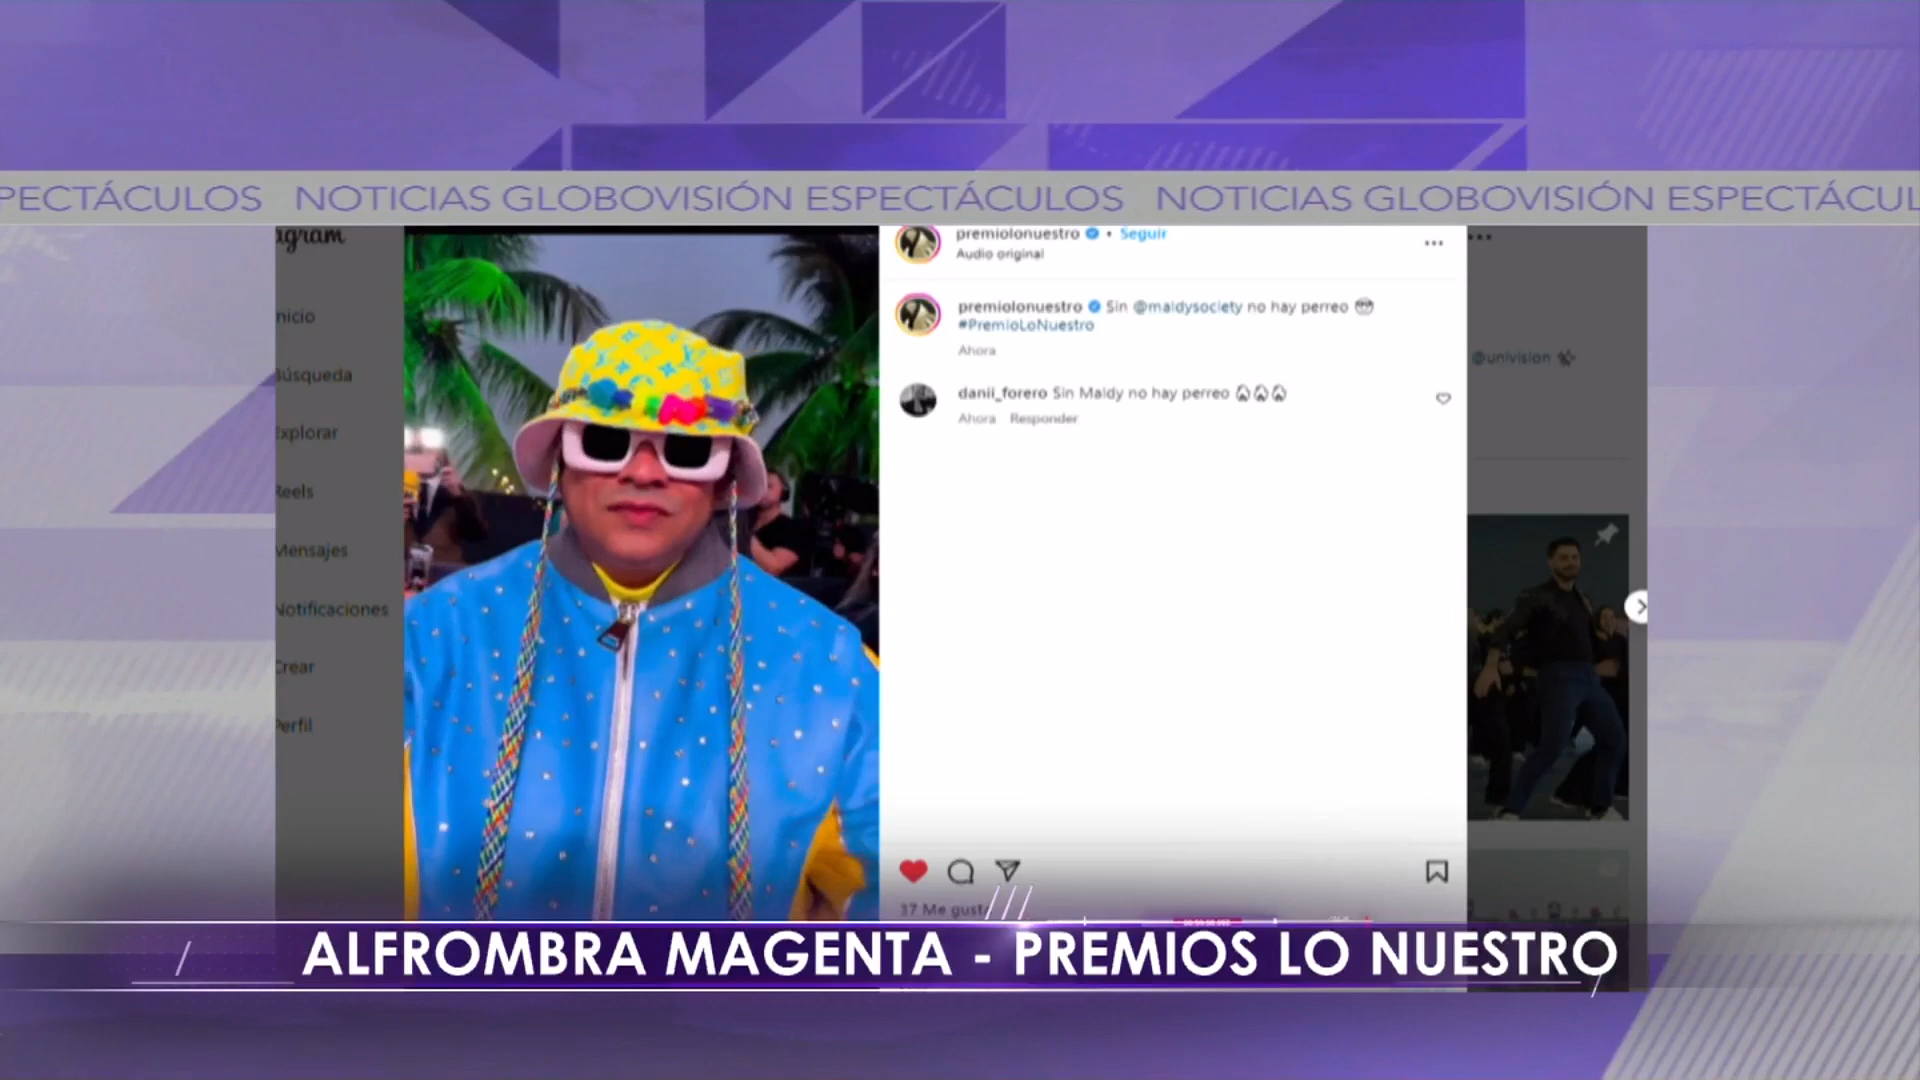 PECTÁCULOS NOTICIAS GLOBOVISIÓN ESPECTÁCULOS NOTICIAS GLOBOVISIÓN ESPECTÁCUL
agram
nicio
Búsqueda
Explorar
Reels
Mensajes
Notificaciones
Crear
Perfil
premiolonuestro • Seguir
Audio original
premiolonuestro Sin @maldysociety no hay perreo
#PremioLoNuestro
Ahora
danii_forero Sin Maldy no hay perreo
Ahora Responder
37 Me gusta
@univision
ALFROMBRA MAGENTA - PREMIOS LO NUESTRO